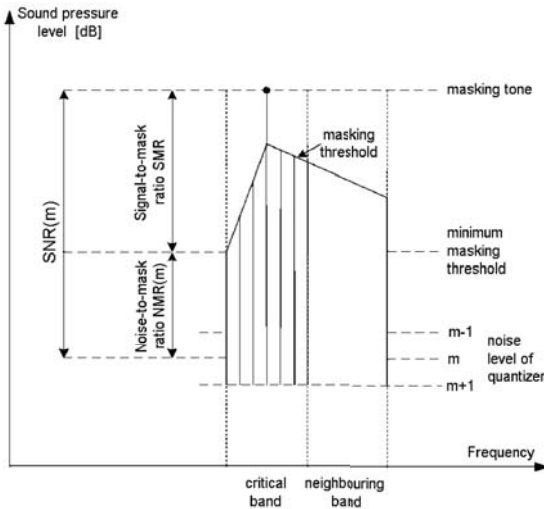 Sound pressure
level [dB]
masking tone
masking
threshold
Signal-to-mask
ratio SMR
SNR(m)
Noise-to-mask
ratio NMR(m)
minimum
masking
threshold
m-1
noise
m
level of
quantizer
m+1
Frequency
critical
band
neighbouring
band